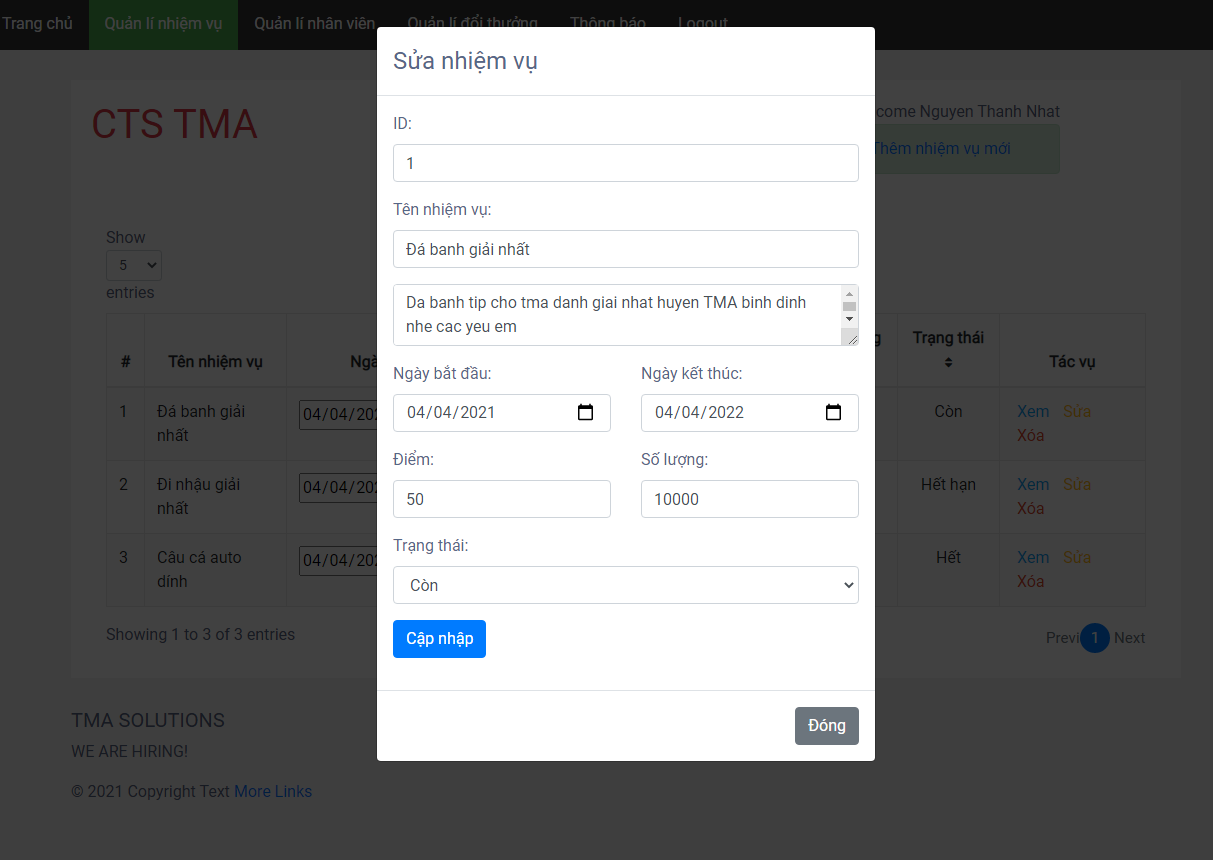 Trang chủ Quản lí nhiệm vụ Quản lí nhân viên Quản lí đổi thưởng Thông báo Logout
Sửa nhiệm vụ
CTS TMA
come Nguyen Thanh Nhat
Thêm nhiệm vụ mới
ID:
1
Tên nhiệm vụ:
Đá banh giải nhất
Da banh tip cho tma danh giai nhat huyen TMA binh dinh
nhe cac yeu em
Ngày bắt đầu: Ngày kết thúc:
04/04/2021 04/04/2022
Điểm: Số lượng:
50 10000
Trạng thái:
Còn
Cập nhập
Đóng
Show
5
entries
# Tên nhiệm vụ Trạng thái Tác vụ
1 Đá banh giải nhất 04/04/202 Còn Xem Sửa Xóa
2 Đi nhậu giải nhất 04/04/202 Hết hạn Xem Sửa Xóa
3 Câu cá auto dính 04/04/202 Hết Xem Sửa Xóa
Showing 1 to 3 of 3 entries
Previ 1 Next
TMA SOLUTIONS
WE ARE HIRING!
© 2021 Copyright Text More Links